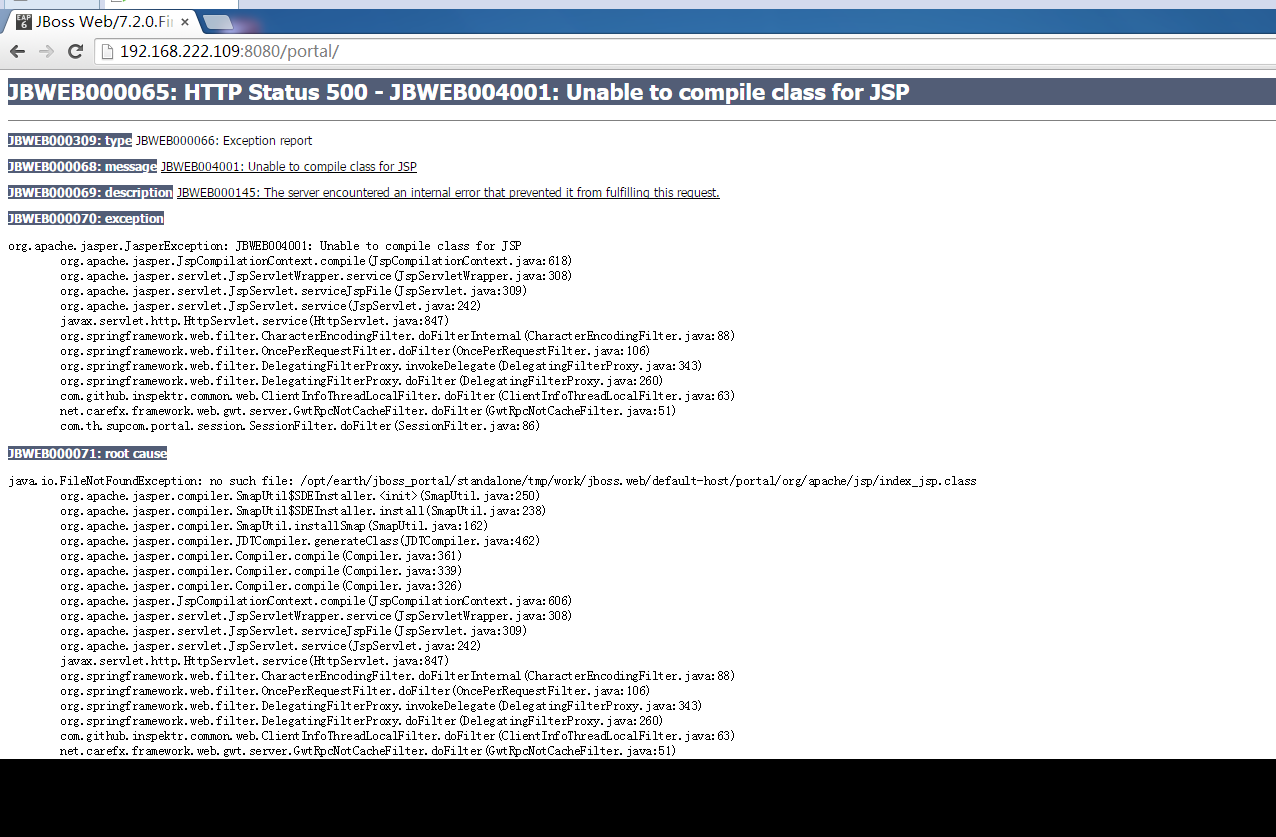 EAP 6 JBoss Web/7.2.0.Fi
192.168.222.109:8080/portal/
JBWEB000065: HTTP Status 500 - JBWEB004001: Unable to compile class for JSP
JBWEB000309: type JBWEB000066: Exception report
JBWEB000068: message JBWEB004001: Unable to compile class for JSP
JBWEB000069: description JBWEB000145: The server encountered an internal error that prevented it from fulfilling this request.
JBWEB000070: exception
org.apache.jasper.JasperException: JBWEB004001: Unable to compile class for JSP
org.apache.jasper.JspCompilationContext.compile(JspCompilationContext.java:618)
org.apache.jasper.servlet.JspServletWrapper.service(JspServletWrapper.java:308)
org.apache.jasper.servlet.JspServlet.serviceJspFile(JspServlet.java:309)
org.apache.jasper.servlet.JspServlet.service(JspServlet.java:242)
javax.servlet.http.HttpServlet.service(HttpServlet.java:847)
org.springframework.web.filter.CharacterEncodingFilter.doFilterInternal(CharacterEncodingFilter.java:88)
org.springframework.web.filter.OncePerRequestFilter.doFilter(OncePerRequestFilter.java:106)
org.springframework.web.filter.DelegatingFilterProxy.invokeDelegate(DelegatingFilterProxy.java:343)
org.springframework.web.filter.DelegatingFilterProxy.doFilter(DelegatingFilterProxy.java:260)
com.github.inspektr.common.web.ClientInfoThreadLocalFilter.doFilter(ClientInfoThreadLocalFilter.java:63)
net.carefx.framework.web.gwt.server.GwtRpcNotCacheFilter.doFilter(GwtRpcNotCacheFilter.java:51)
com.th.supcom.portal.session.SessionFilter.doFilter(SessionFilter.java:86)
JBWEB000071: root cause
java.io.FileNotFoundException: no such file: /opt/earth/jboss_portal/standalone/tmp/work/jboss.web/default-host/portal/org/apache/jsp/index_jsp.class
org.apache.jasper.compiler.SmapUtil$SDEInstaller.<init>(SmapUtil.java:250)
org.apache.jasper.compiler.SmapUtil$SDEInstaller.install(SmapUtil.java:238)
org.apache.jasper.compiler.SmapUtil.installSmap(SmapUtil.java:162)
org.apache.jasper.compiler.JDTCompiler.generateClass(JDTCompiler.java:462)
org.apache.jasper.compiler.Compiler.compile(Compiler.java:361)
org.apache.jasper.compiler.Compiler.compile(Compiler.java:339)
org.apache.jasper.compiler.Compiler.compile(Compiler.java:326)
org.apache.jasper.JspCompilationContext.compile(JspCompilationContext.java:606)
org.apache.jasper.servlet.JspServletWrapper.service(JspServletWrapper.java:308)
org.apache.jasper.servlet.JspServlet.serviceJspFile(JspServlet.java:309)
org.apache.jasper.servlet.JspServlet.service(JspServlet.java:242)
javax.servlet.http.HttpServlet.service(HttpServlet.java:847)
org.springframework.web.filter.CharacterEncodingFilter.doFilterInternal(CharacterEncodingFilter.java:88)
org.springframework.web.filter.OncePerRequestFilter.doFilter(OncePerRequestFilter.java:106)
org.springframework.web.filter.DelegatingFilterProxy.invokeDelegate(DelegatingFilterProxy.java:343)
org.springframework.web.filter.DelegatingFilterProxy.doFilter(DelegatingFilterProxy.java:260)
com.github.inspektr.common.web.ClientInfoThreadLocalFilter.doFilter(ClientInfoThreadLocalFilter.java:63)
net.carefx.framework.web.gwt.server.GwtRpcNotCacheFilter.doFilter(GwtRpcNotCacheFilter.java:51)